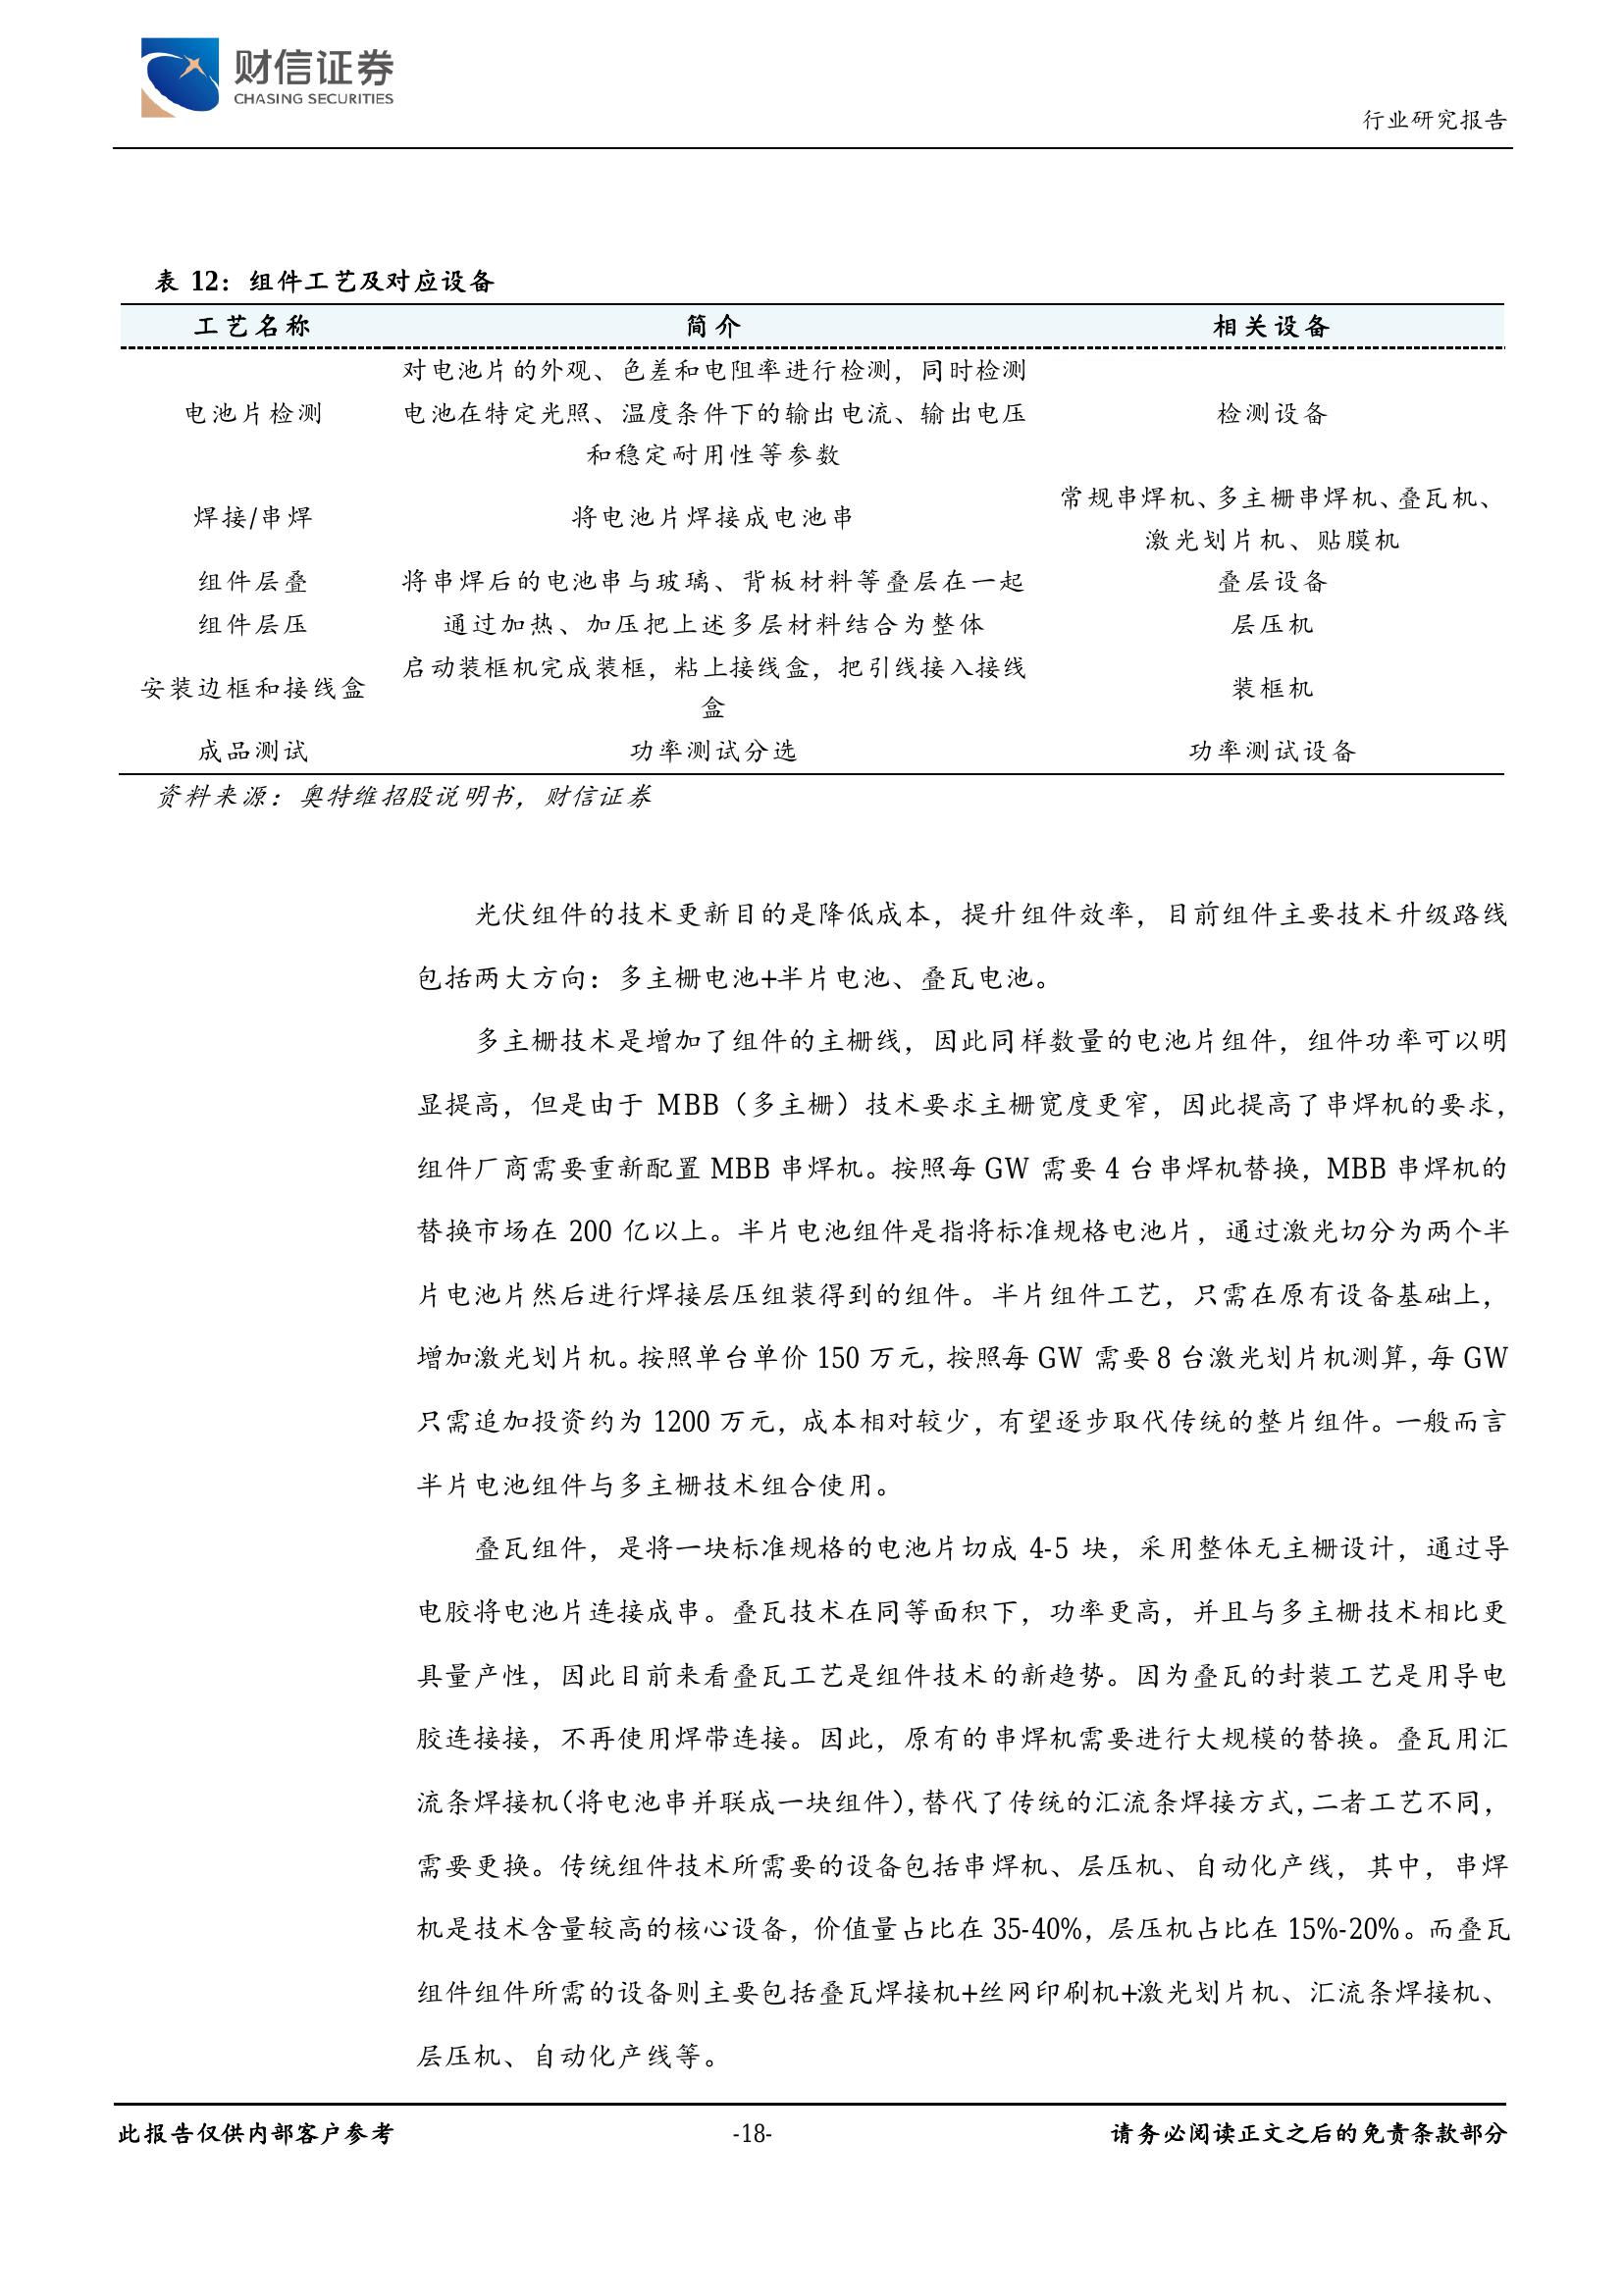 财信证券
CHASING SECURITIES
行业研究报告
表 12：组件工艺及对应设备
工艺名称 简介 相关设备
对电池片的外观、色差和电阻率进行检测，同时检测
电池片检测 电池在特定光照、温度条件下的输出电流、输出电压 检测设备
和稳定耐用性等参数
焊接/串焊 将电池片焊接成电池串 常规串焊机、多主栅串焊机、叠瓦机、
激光划片机、贴膜机
组件层叠 将串焊后的电池串与玻璃、背板材料等叠层在一起 叠层设备
组件层压 通过加热、加压把上述多层材料结合为整体 层压机
安装边框和接线盒 启动装框机完成装框，粘上接线盒，把引线接入接线 装框机
盒
成品测试 功率测试分选 功率测试设备
资料来源：奥特维招股说明书，财信证券
光伏组件的技术更新目的是降低成本，提升组件效率，目前组件主要技术升级路线
包括两大方向：多主栅电池+半片电池、叠瓦电池。
多主栅技术是增加了组件的主栅线，因此同样数量的电池片组件，组件功率可以明
显提高，但是由于 MBB（多主栅）技术要求主栅宽度更窄，因此提高了串焊机的要求，
组件厂商需要重新配置 MBB 串焊机。按照每 GW 需要 4 台串焊机替换，MBB 串焊机的
替换市场在 200 亿以上。半片电池组件是指将标准规格电池片，通过激光切分为两个半
片电池片然后进行焊接层压组装得到的组件。半片组件工艺，只需在原有设备基础上，
增加激光划片机。按照单台单价 150 万元，按照每 GW 需要 8 台激光划片机测算，每 GW
只需追加投资约为 1200 万元，成本相对较少，有望逐步取代传统的整片组件。一般而言
半片电池组件与多主栅技术组合使用。
叠瓦组件，是将一块标准规格的电池片切成 4-5 块，采用整体无主栅设计，通过导
电胶将电池片连接成串。叠瓦技术在同等面积下，功率更高，并且与多主栅技术相比更
具量产性，因此目前来看叠瓦工艺是组件技术的新趋势。因为叠瓦的封装工艺是用导电
胶连接接，不再使用焊带连接。因此，原有的串焊机需要进行大规模的替换。叠瓦用汇
流条焊接机（将电池串并联成一块组件），替代了传统的汇流条焊接方式，二者工艺不同，
需要更换。传统组件技术所需要的设备包括串焊机、层压机、自动化产线，其中，串焊
机是技术含量较高的核心设备，价值量占比在 35-40%，层压机占比在 15%-20%。而叠瓦
组件组件所需的设备则主要包括叠瓦焊接机+丝网印刷机+激光划片机、汇流条焊接机、
层压机、自动化产线等。
此报告仅供内部客户参考 -18- 请务必阅读正文之后的免责条款部分